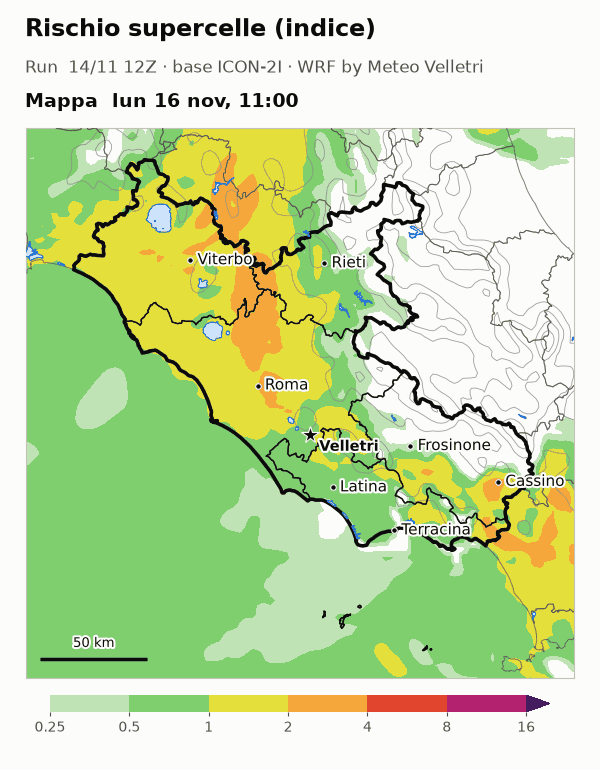 Rischio supercelle (indice)
Run  14/11 12Z · base ICON-2I · WRF by Meteo Velletri
Mappa  lun 16 nov, 11:00
Viterbo
Rieti
Roma
Velletri
Frosinone
Latina
Cassino
Terracina
50 km
0.25
0.5
1
2
4
8
16